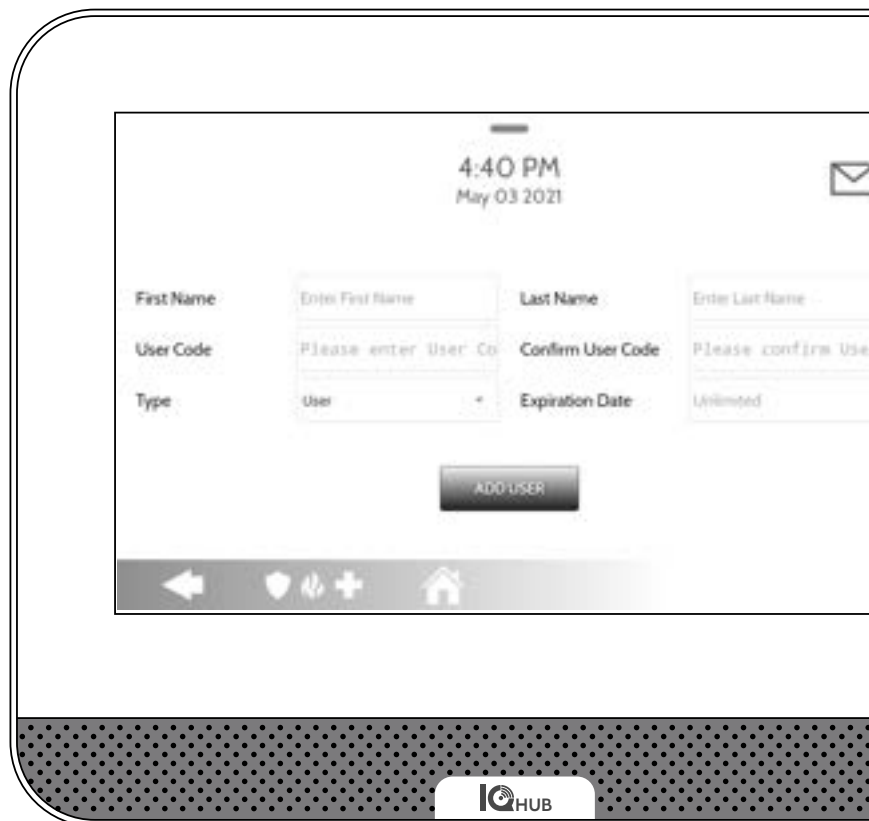 4:40 PM
May 03 2021
First Name Enter First Name Last Name Enter Last Name
User Code Please enter User Co Confirm User Code Please confirm Use
Type User Expiration Date Unlimited
ADD USER
IQ HUB